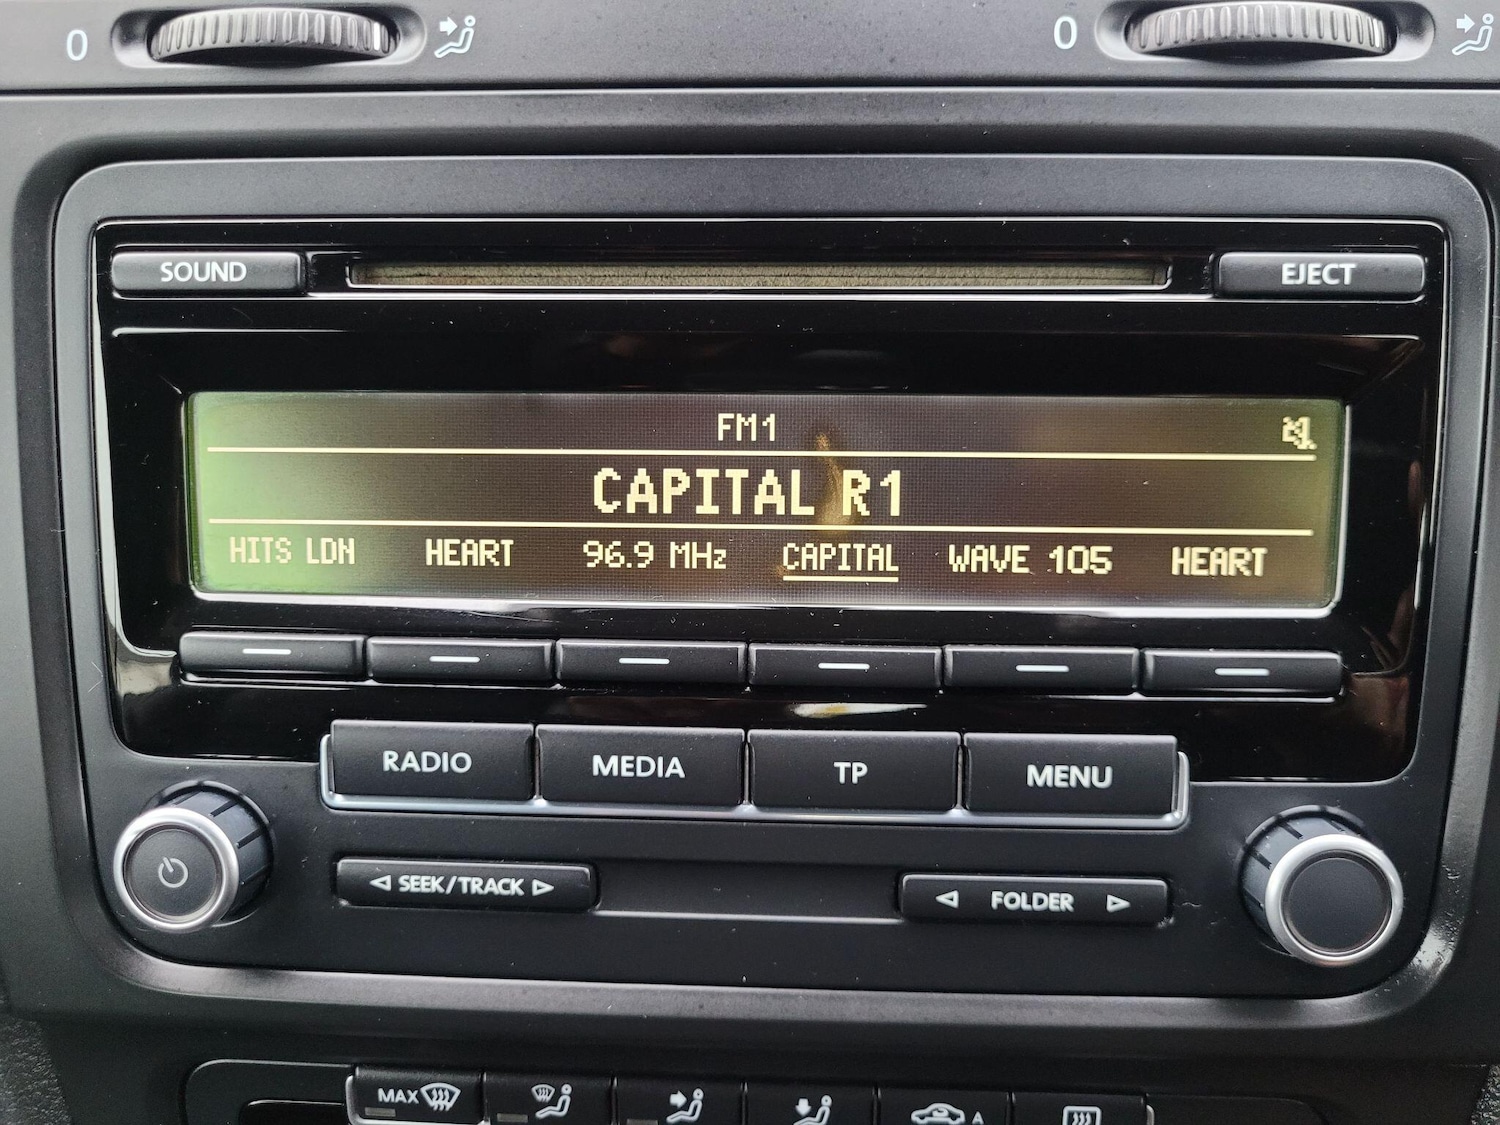 0 0
SOUND EJECT
FM1
CAPITAL R1
HITS LDN HEART 96.9 MHz CAPITAL WAVE 105 HEART
RADIO MEDIA TP MENU
SEEK/TRACK FOLDER
MAX A